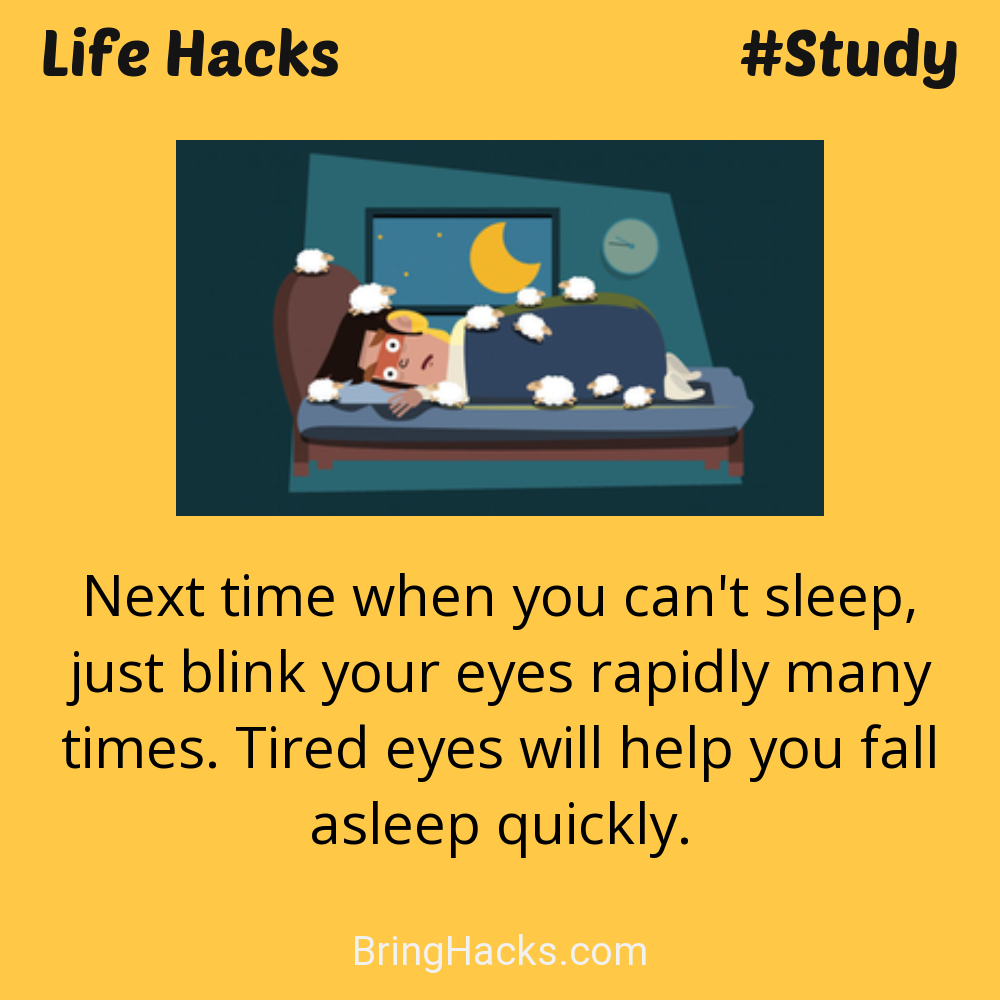 Life Hacks
#Study
Next time when you can't sleep,
just blink your eyes rapidly many
times. Tired eyes will help you fall
asleep quickly.
BringHacks.com